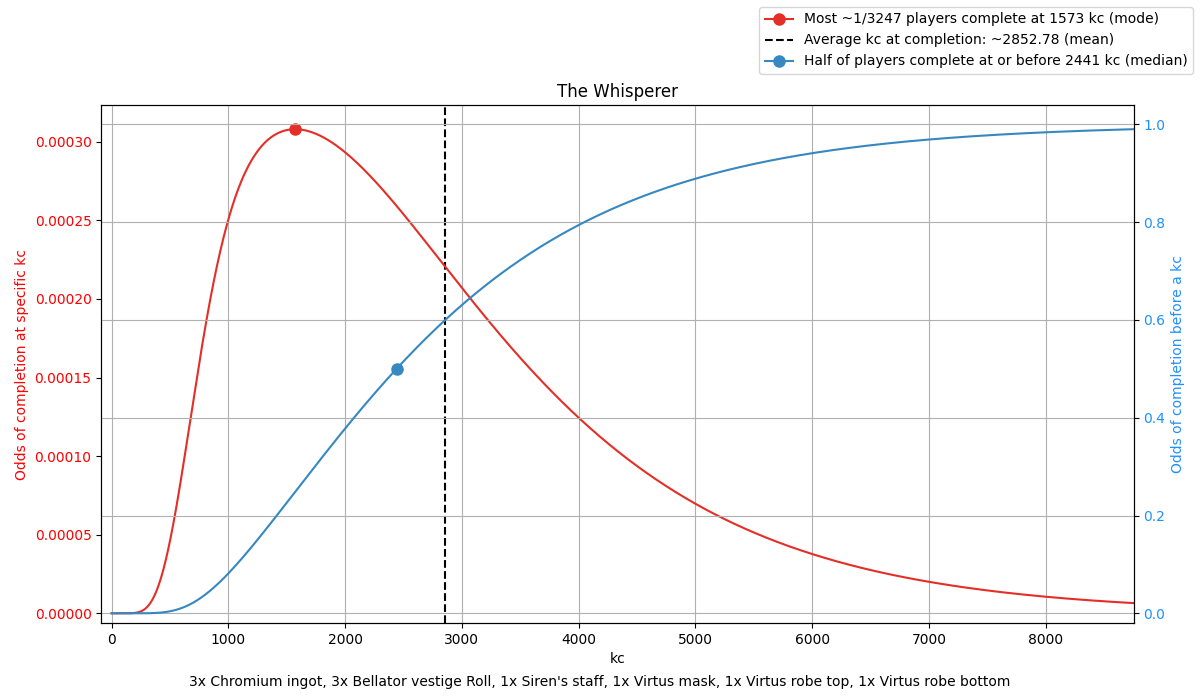 Most ~1/3247 players complete at 1573 kc (mode)
Average kc at completion: ~2852.78 (mean)
Half of players complete at or before 2441 kc (median)
The Whisperer
Odds of completion at specific kc
0.00030
0.00025
0.00020
0.00015
0.00010
0.00005
0.00000
1.0
0.8
0.6
0.4
0.2
0.0
Odds of completion before a kc
0 1000 2000 3000 4000 5000 6000 7000 8000
kc
3x Chromium ingot, 3x Bellator vestige Roll, 1x Siren's staff, 1x Virtus mask, 1x Virtus robe top, 1x Virtus robe bottom